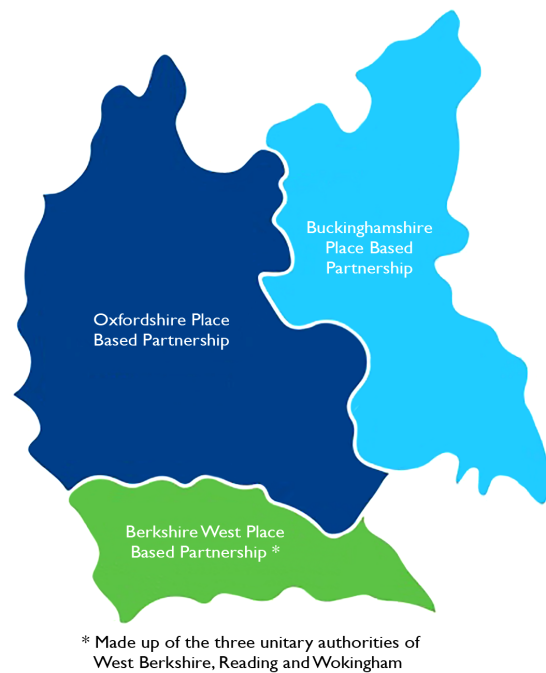 Buckinghamshire
Place Based
Partnership
Oxfordshire Place
Based Partnership
Berkshire West Place
Based Partnership *
* Made up of the three unitary authorities of
West Berkshire, Reading and Wokingham